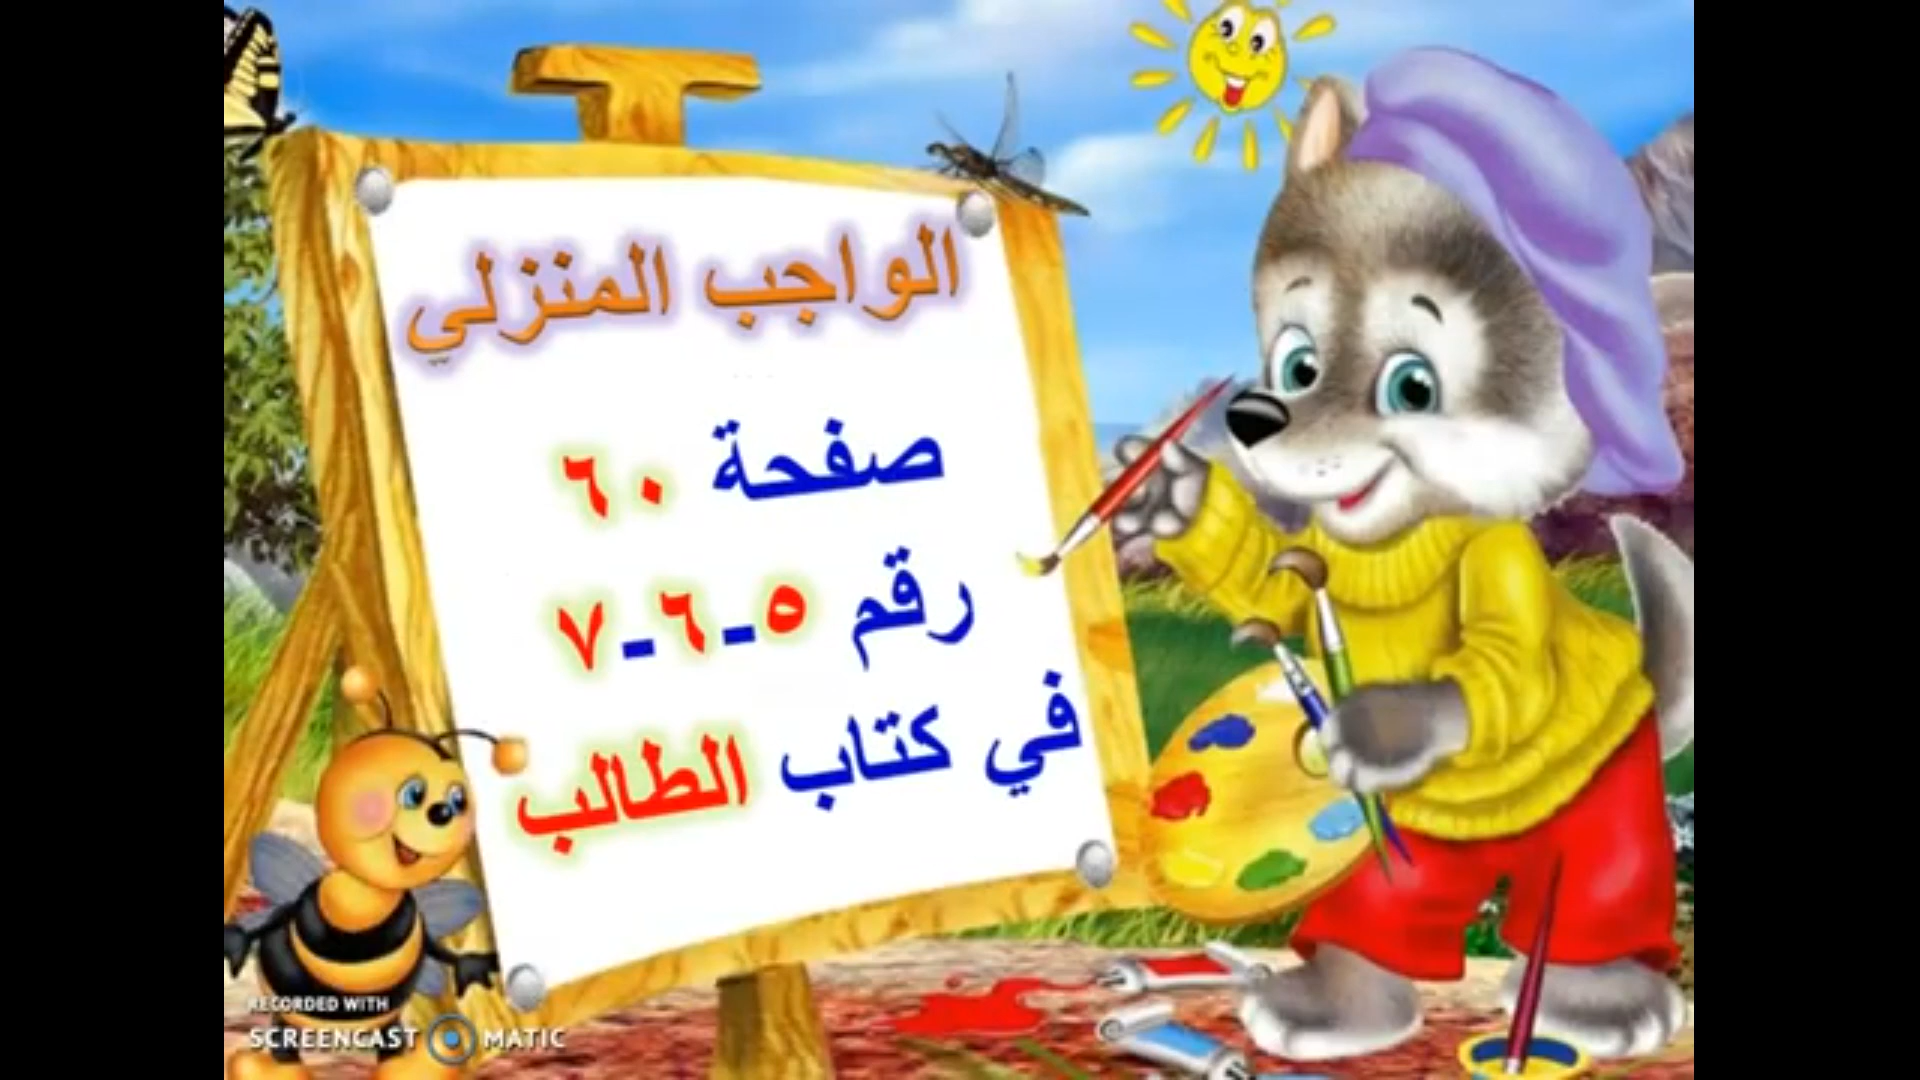 الواجب المنزلي
صفحة ٦٠
رقم ٥-٦-٧
في كتاب الطالب
RECORDED WITH
SCREENCAST MATIC